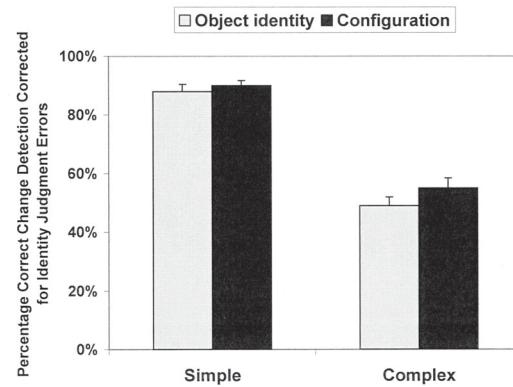 Object identity Configuration
Percentage Correct Change Detection Corrected
for Identity Judgment Errors
100%
80%
60%
40%
20%
0%
Simple Complex